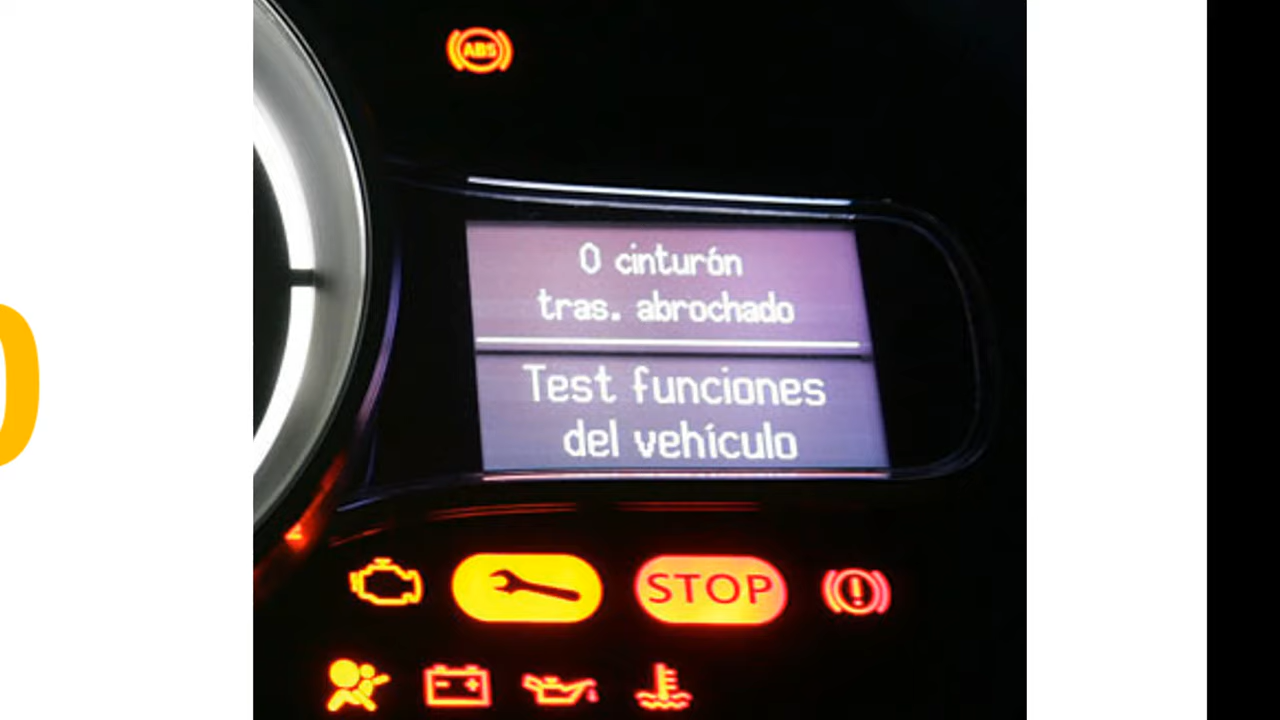 ABS
0 cinturón
tras. abrochado
Test funciones
del vehículo
STOP